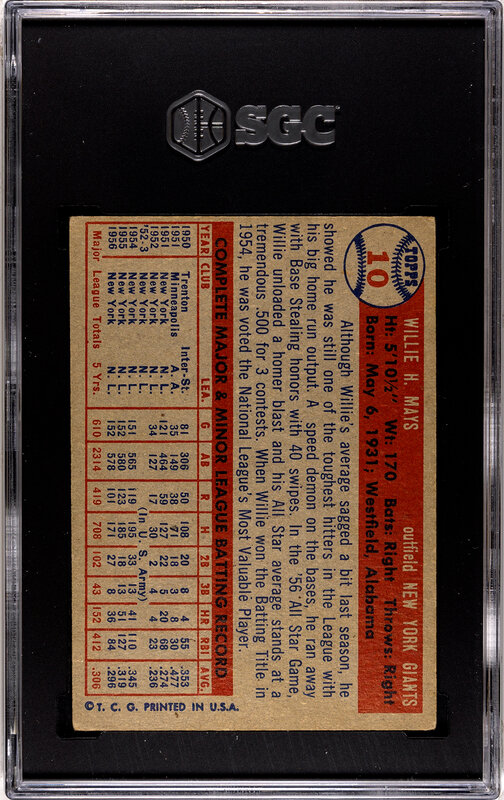 SGC
TOPPS
10
WILLIE H. MAYS outfield NEW YORK GIANTS
Ht: 5'10½" Wt: 170 Bats: Right Throws: Right
Born: May 6, 1931; Westfield, Alabama
Although Willie's average sagged a bit last season, he
showed he was still one of the toughest hitters in the League with
his big home run output. A speed demon on the bases, he ran away
with Base Stealing honors with 40 swipes. In the '56 All Star Game,
Willie unloaded a homer blast and his All Star average stands at a
tremendous .500 for 3 contests. When Willie won the Batting Title in
1954, he was voted the National League's Most Valuable Player.
COMPLETE MAJOR & MINOR LEAGUE BATTING RECORD
YEAR CLUB LEA. G AB R H 2B 3B HR RBI AVG.
1950 Trenton Inter-St. 81 306 50 108 20 8 4 55 .353
1951 Minneapolis A. A. 35 149 38 71 18 3 8 30 .477
1951 New York N. L. 121 464 59 127 22 5 20 68 .274
1952 New York N. L. 34 127 17 30 2 4 4 23 .236
'52-3 (In U. S. Army)
1954 New York N. L. 151 565 119 195 33 13 41 110 .345
1955 New York N. L. 152 580 123 185 18 13 51 127 .319
1956 New York N. L. 152 578 101 171 27 8 36 84 .296
Major League Totals 5 Yrs. 610 2314 419 708 102 43 152 412 .306
© T. C. G. PRINTED IN U.S.A.